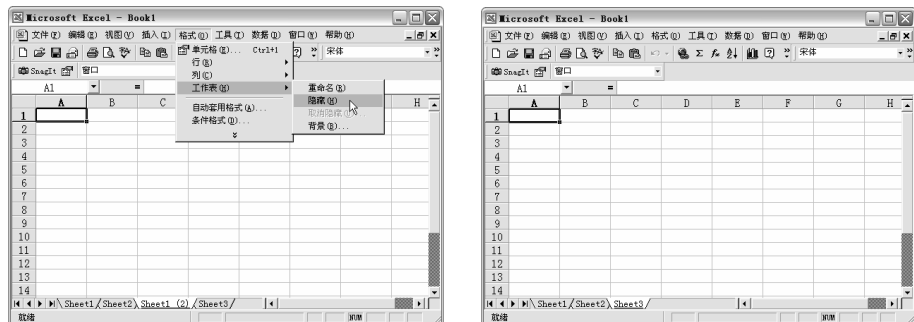 Microsoft Excel - Book1
文件(F) 编辑(E) 视图(V) 插入(I) 格式(O) 工具(T) 数据(D) 窗口(W) 帮助(H)
单元格(E)... Ctrl+1
行(R)
列(C)
工作表(H)
自动套用格式(A)...
条件格式(D)...
重命名(R)
隐藏(H)
取消隐藏(U)...
背景(B)...
宋体
SnagIt 窗口
A1 =
A B C H
1
2
3
4
5
6
7
8
9
10
11
12
13
14
Sheet1 Sheet2 Sheet1 (2) Sheet3
就绪 NUM
Microsoft Excel - Book1
文件(F) 编辑(E) 视图(V) 插入(I) 格式(O) 工具(T) 数据(D) 窗口(W) 帮助(H)
宋体
SnagIt 窗口
A1 =
A B C D E F G H
1
2
3
4
5
6
7
8
9
10
11
12
13
14
Sheet1 Sheet2 Sheet3
就绪 NUM